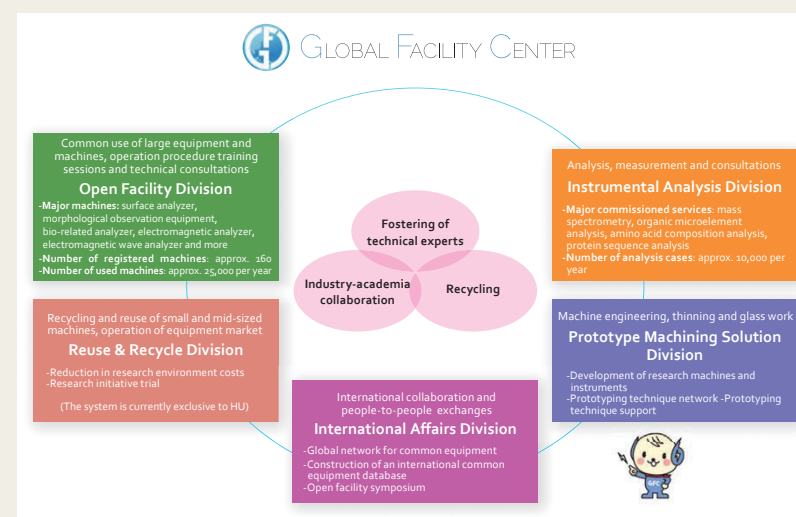 GLOBAL FACILITY CENTER
Common use of large equipment and
machines, operation procedure training
sessions and technical consultations
Open Facility Division
-Major machines: surface analyzer,
morphological observation equipment,
bio-related analyzer, electromagnetic analyzer,
electromagnetic wave analyzer and more
-Number of registered machines: approx. 160
-Number of used machines: approx. 25,000 per year
Analysis, measurement and consultations
Instrumental Analysis Division
-Major commissioned services: mass
spectrometry, organic microelement
analysis, amino acid composition analysis,
protein sequence analysis
-Number of analysis cases: approx. 10,000 per
year
Fostering of
technical experts
Industry-academia
collaboration
Recycling
Recycling and reuse of small and mid-sized
machines, operation of equipment market
Reuse & Recycle Division
-Reduction in research environment costs
-Research initiative trial
(The system is currently exclusive to HU)
Machine engineering, thinning and glass work
Prototype Machining Solution
Division
-Development of research machines and
instruments
-Prototyping technique network -Prototyping
technique support
International collaboration and
people-to-people exchanges
International Affairs Division
-Global network for common equipment
-Construction of an international common
equipment database
-Open facility symposium
GFC